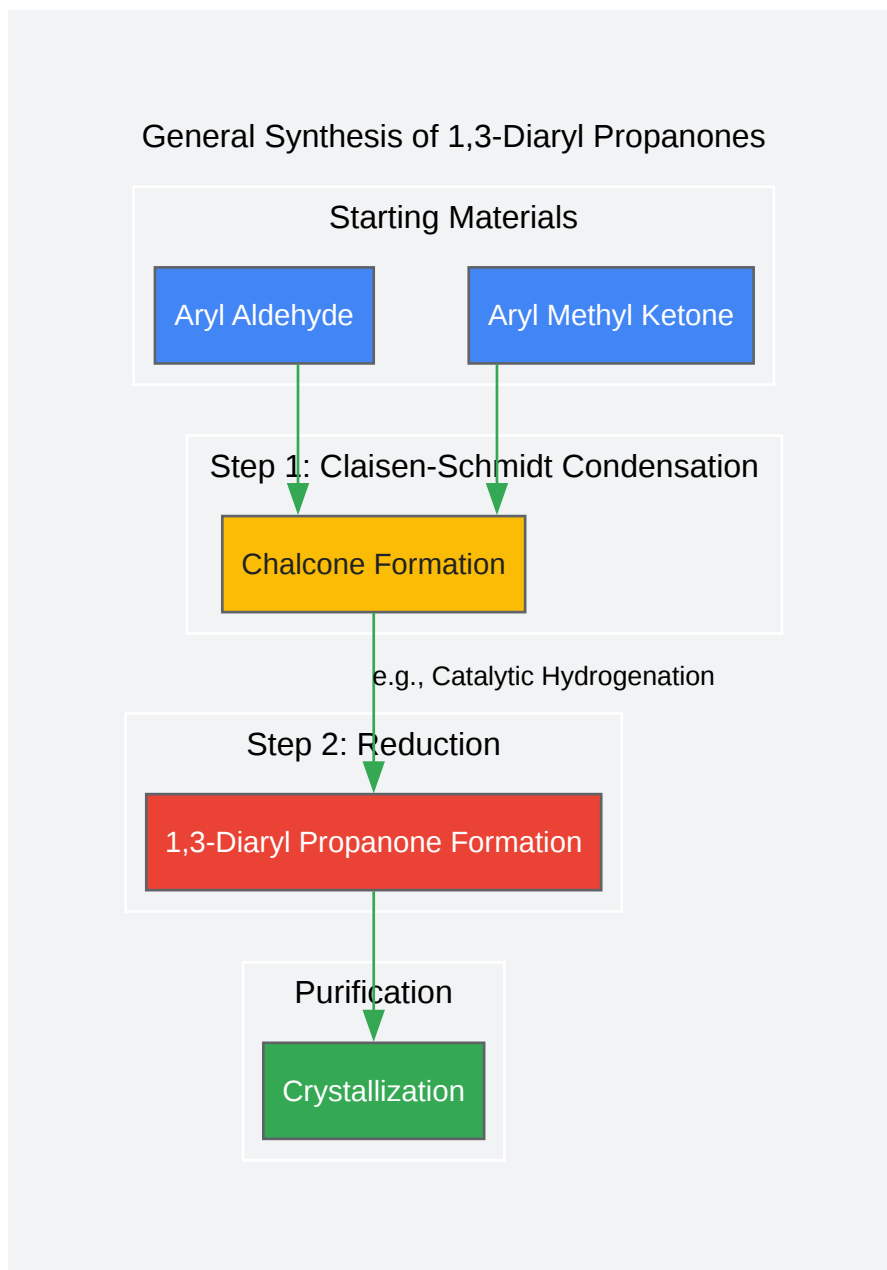 General Synthesis of 1,3-Diaryl Propanones
Starting Materials
Aryl Aldehyde
Aryl Methyl Ketone
Step 1: Claisen-Schmidt Condensation
Chalcone Formation
e.g., Catalytic Hydrogenation
Step 2: Reduction
1,3-Diaryl Propanone Formation
Purification
Crystallization